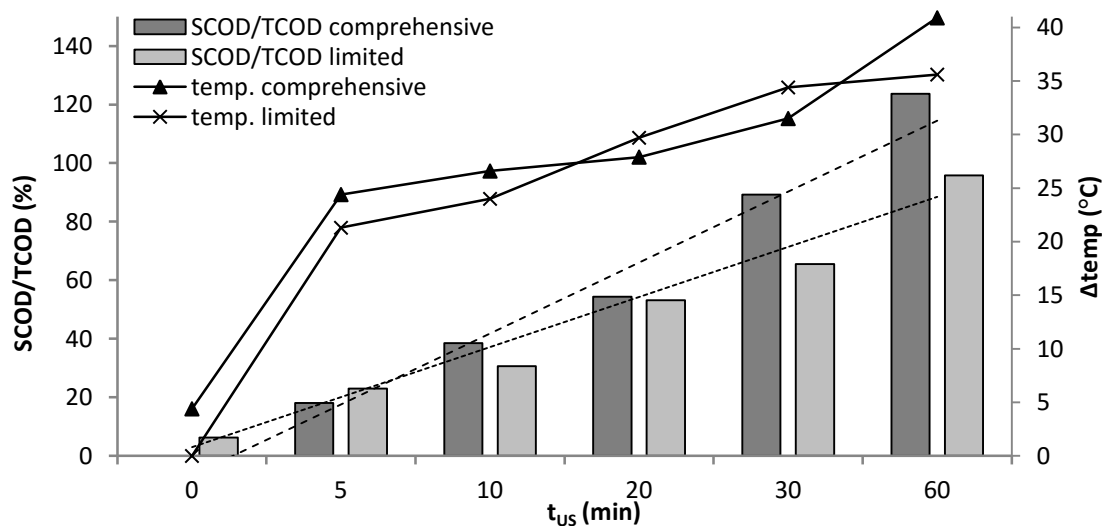 SCOD/TCOD comprehensive
SCOD/TCOD limited
temp. comprehensive
temp. limited
SCOD/TCOD (%)
140
120
100
80
60
40
20
0
Δtemp (°C)
40
35
30
25
20
15
10
5
0
0 5 10 20 30 60
tUS (min)